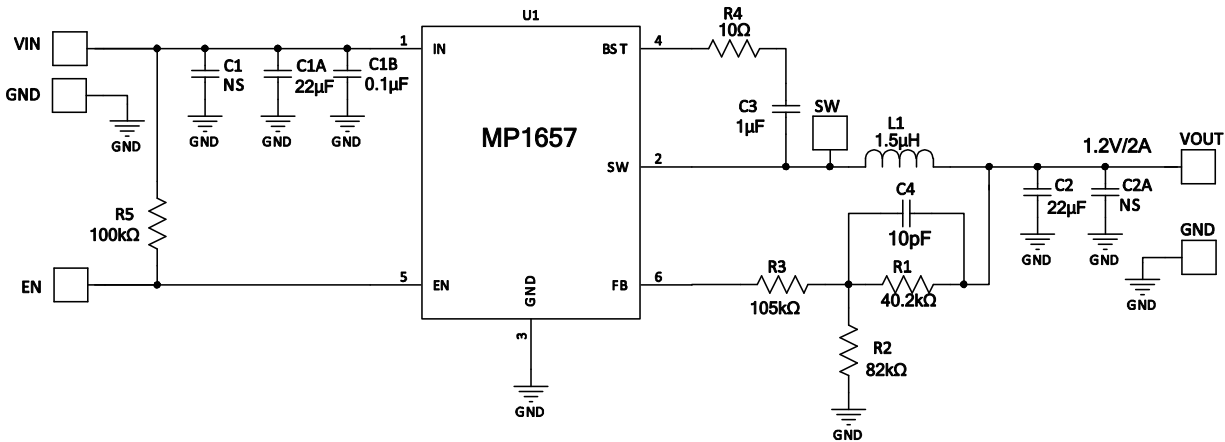 U1
VIN
GND
GND
C1
NS
GND
C1A
22µF
GND
C1B
0.1µF
GND
R5
100kΩ
EN
1
IN
5
EN
MP1657
GND
3
GND
BST
4
SW
2
FB
6
R4
10Ω
C3
1µF
SW
L1
1.5µH
C4
10pF
R3
105kΩ
R1
40.2kΩ
R2
82kΩ
GND
1.2V/2A
VOUT
C2
22µF
GND
C2A
NS
GND
GND
GND